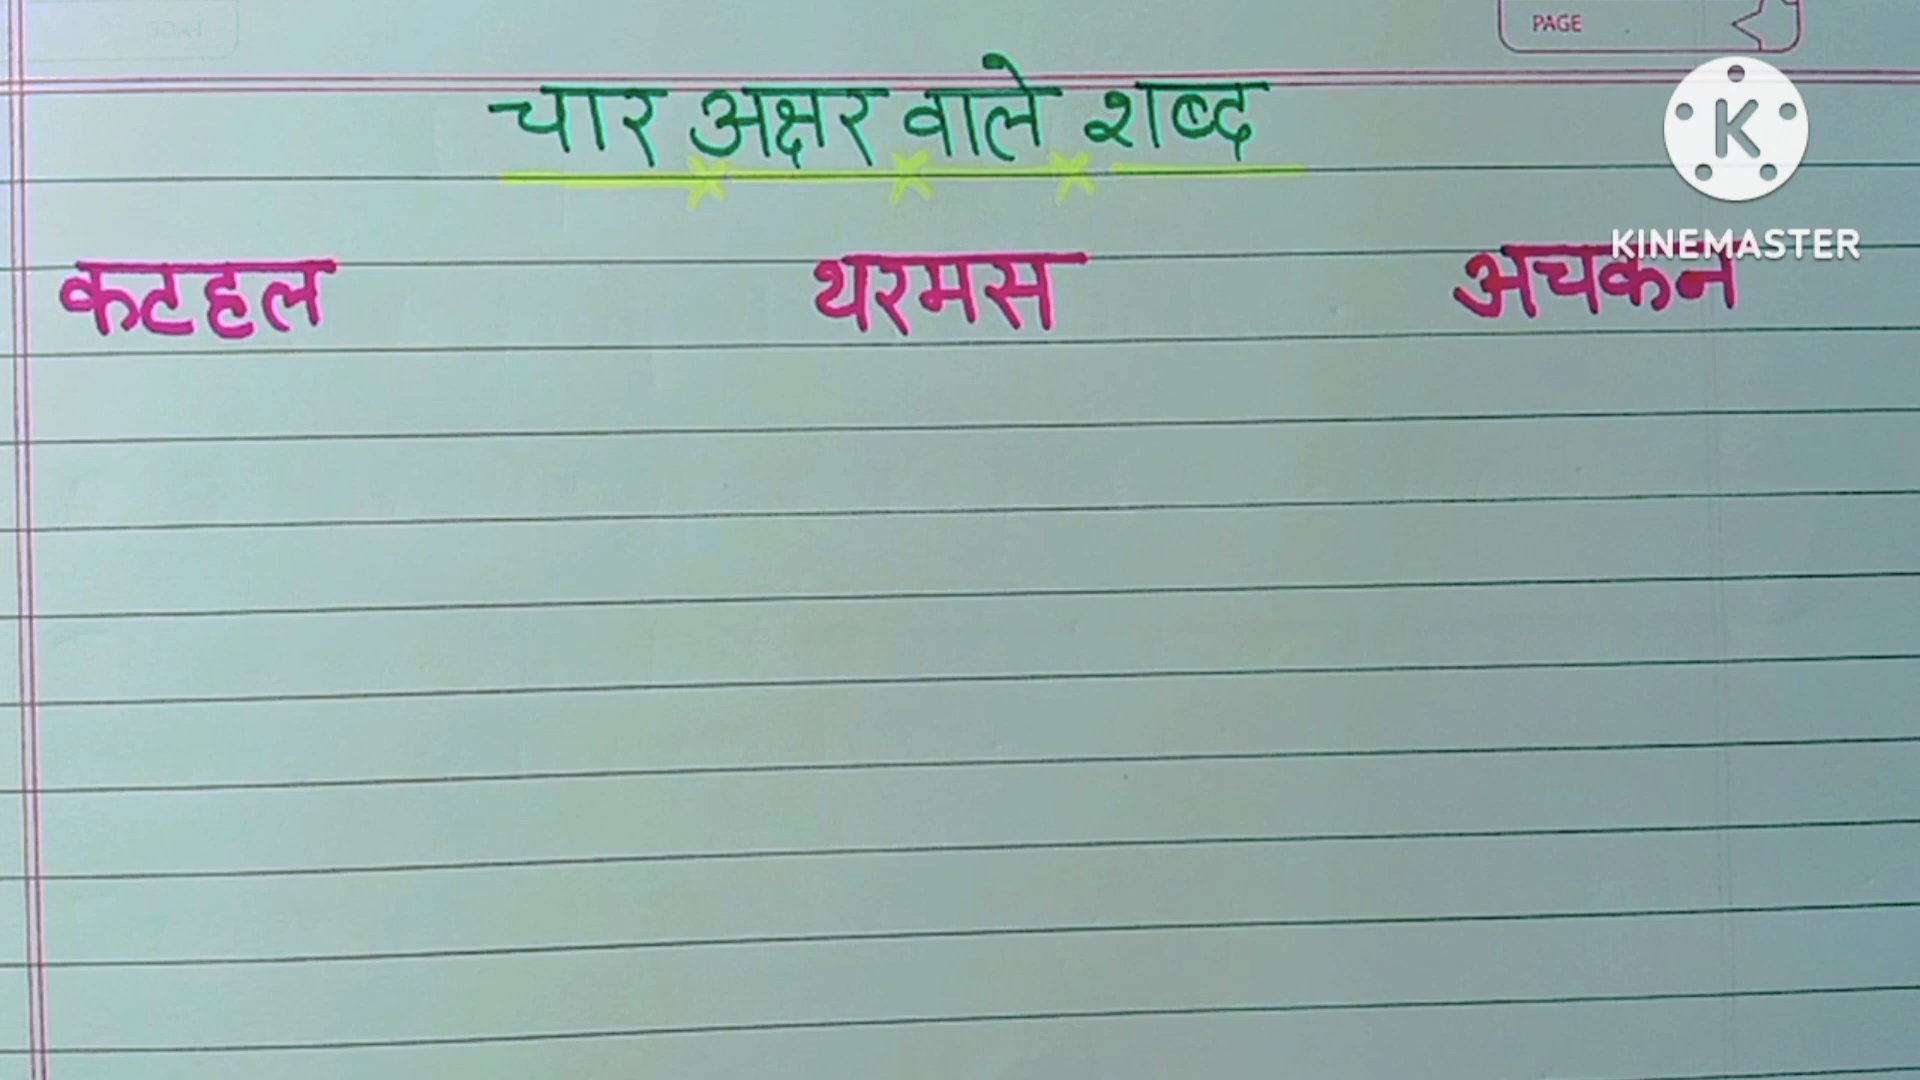 PAGE
चार अक्षर वाले शब्द
K
KINEMASTER
कटहल थरमस अचकन